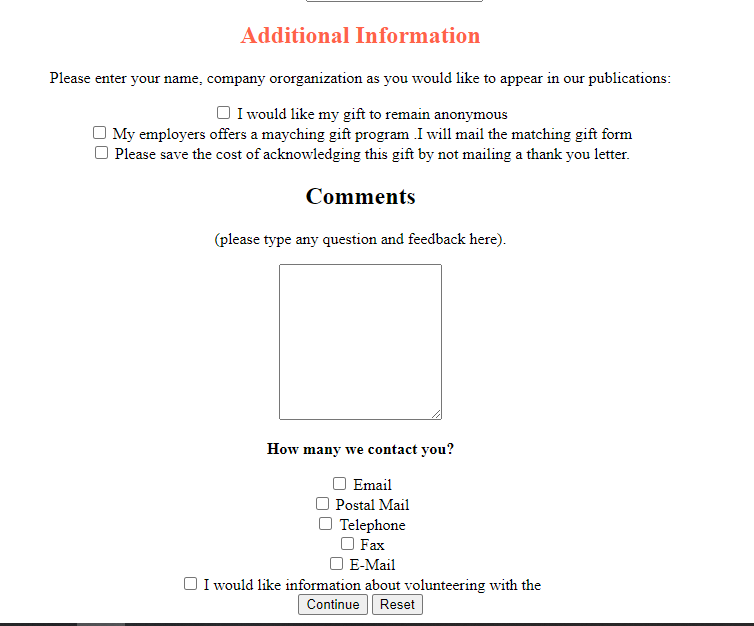 Additional Information
Please enter your name, company ororganization as you would like to appear in our publications:
I would like my gift to remain anonymous
My employers offers a mayching gift program .I will mail the matching gift form
Please save the cost of acknowledging this gift by not mailing a thank you letter.
Comments
(please type any question and feedback here).
How many we contact you?
Email
Postal Mail
Telephone
Fax
E-Mail
I would like information about volunteering with the
Continue Reset